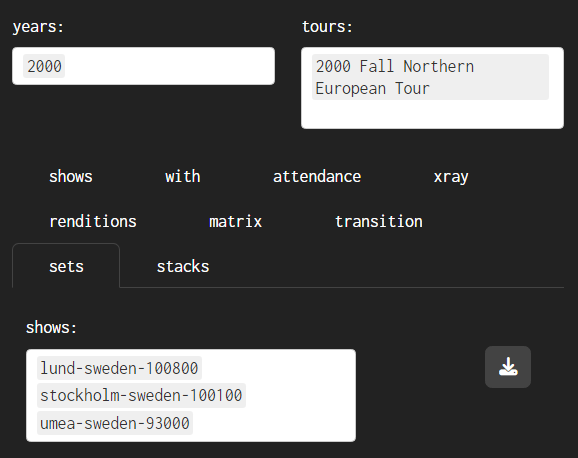 years:
tours:
2000
2000 Fall Northern
European Tour
shows with attendance xray
renditions matrix transition
sets stacks
shows:
lund-sweden-100800
stockholm-sweden-100100
umea-sweden-93000